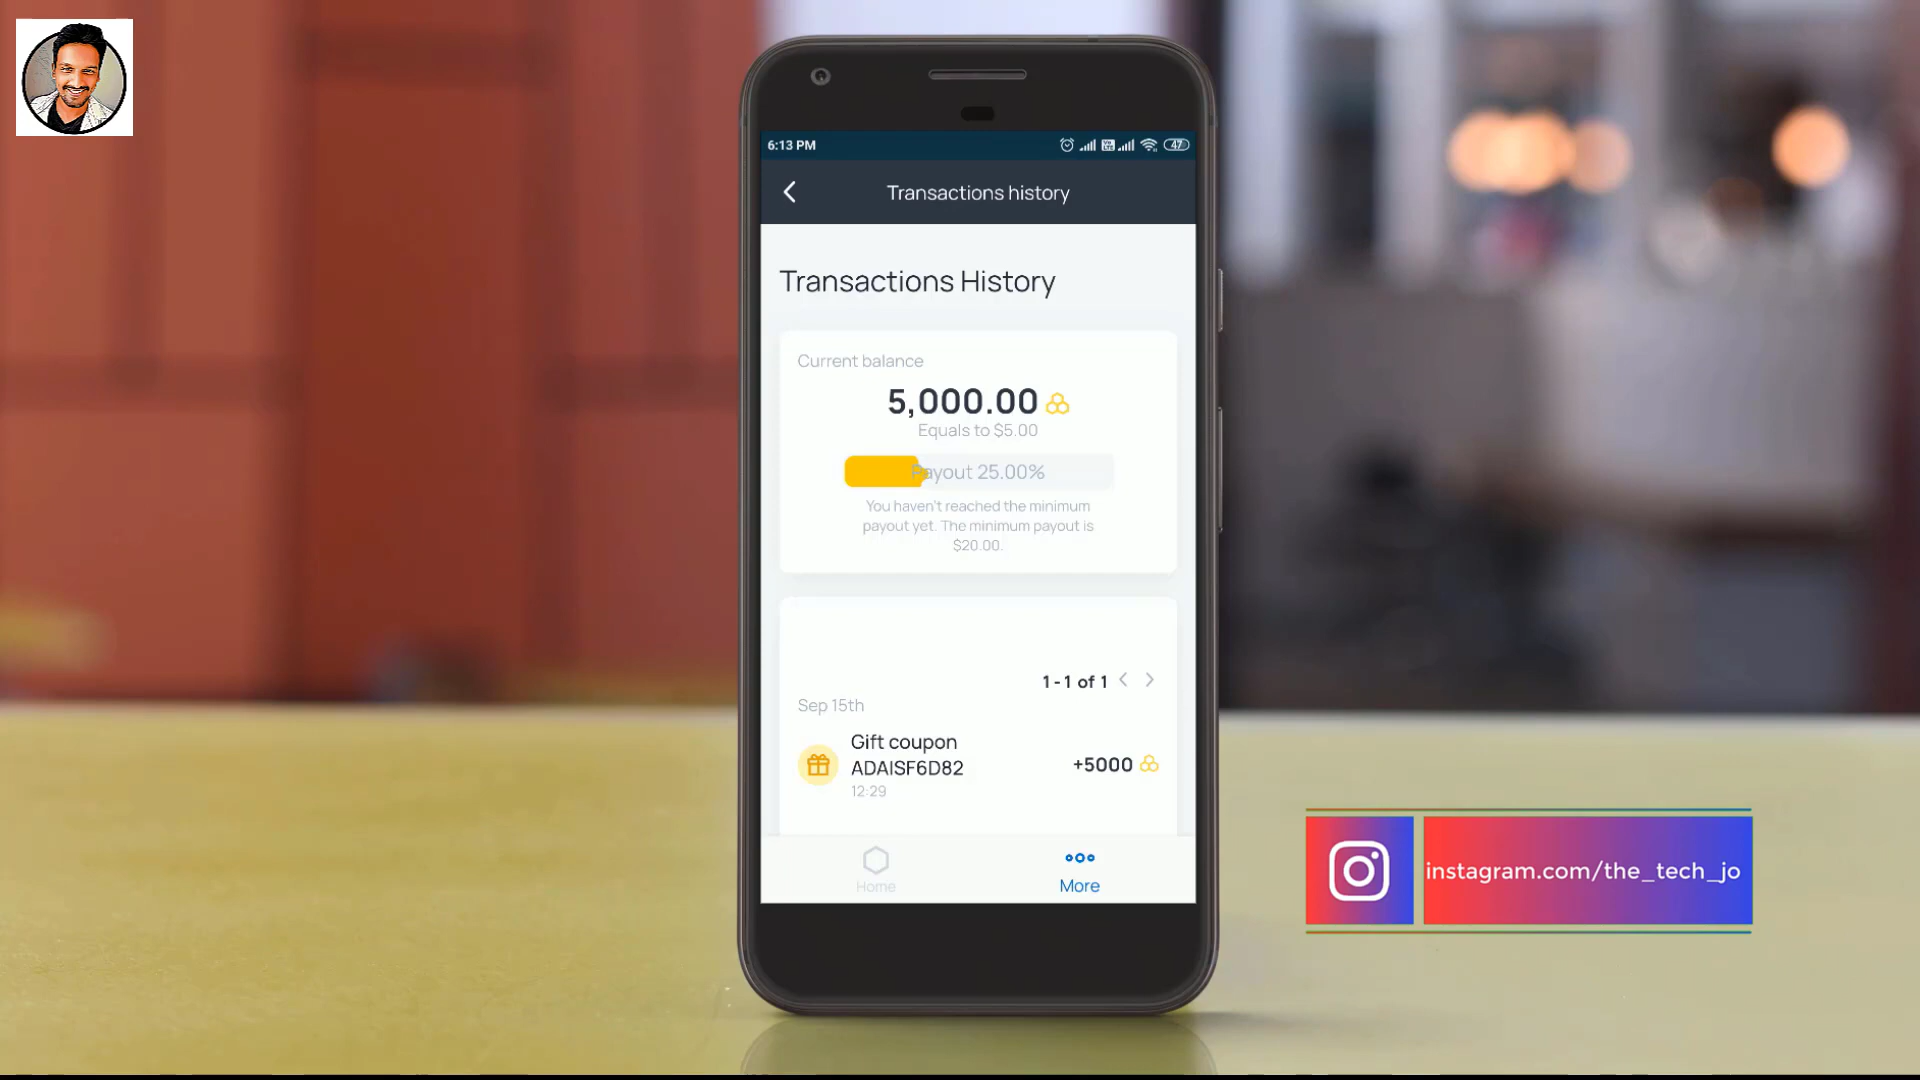 6:13 PM
47
Transactions history
Transactions History
Current balance
5,000.00
Equals to $5.00
Payout 25.00%
You haven't reached the minimum
payout yet. The minimum payout is
$20.00.
1 - 1 of 1
Sep 15th
Gift coupon
ADAISF6D82
+5000
12:29
Home
More
instagram.com/the_tech_jo